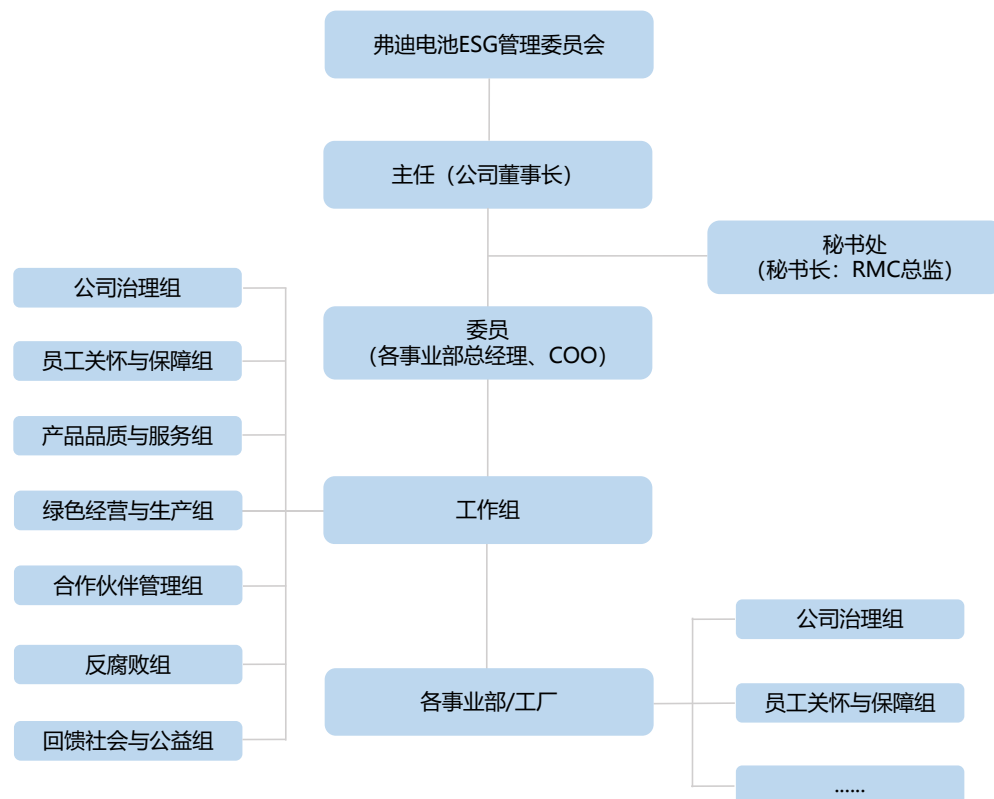 弗迪电池ESG管理委员会
主任（公司董事长）
秘书处
（秘书长：RMC总监）
委员
（各事业部总经理、COO）
工作组
公司治理组
员工关怀与保障组
产品品质与服务组
绿色经营与生产组
合作伙伴管理组
反腐败组
回馈社会与公益组
各事业部/工厂
公司治理组
员工关怀与保障组
......